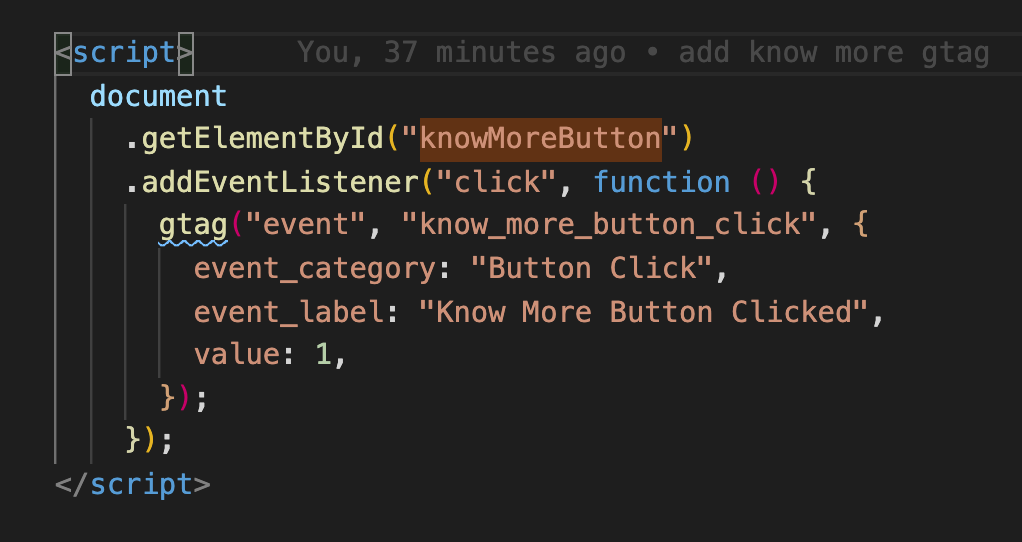 <script>    You, 37 minutes ago • add know more gtag
  document
    .getElementById("knowMoreButton")
    .addEventListener("click", function () {
      gtag("event", "know_more_button_click", {
        event_category: "Button Click",
        event_label: "Know More Button Clicked",
        value: 1,
      });
    });
</script>